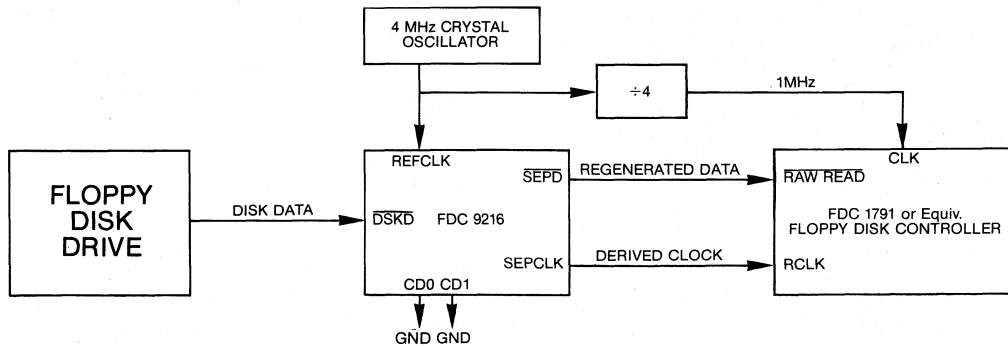 4 MHz CRYSTAL
OSCILLATOR
÷4
1MHz
FLOPPY
DISK
DRIVE
DISK DATA
REFCLK
SEPD
DSKD
FDC 9216
SEPCLK
CD0 CD1
GND GND
REGENERATED DATA
DERIVED CLOCK
CLK
RAW READ
FDC 1791 or Equiv.
FLOPPY DISK CONTROLLER
RCLK